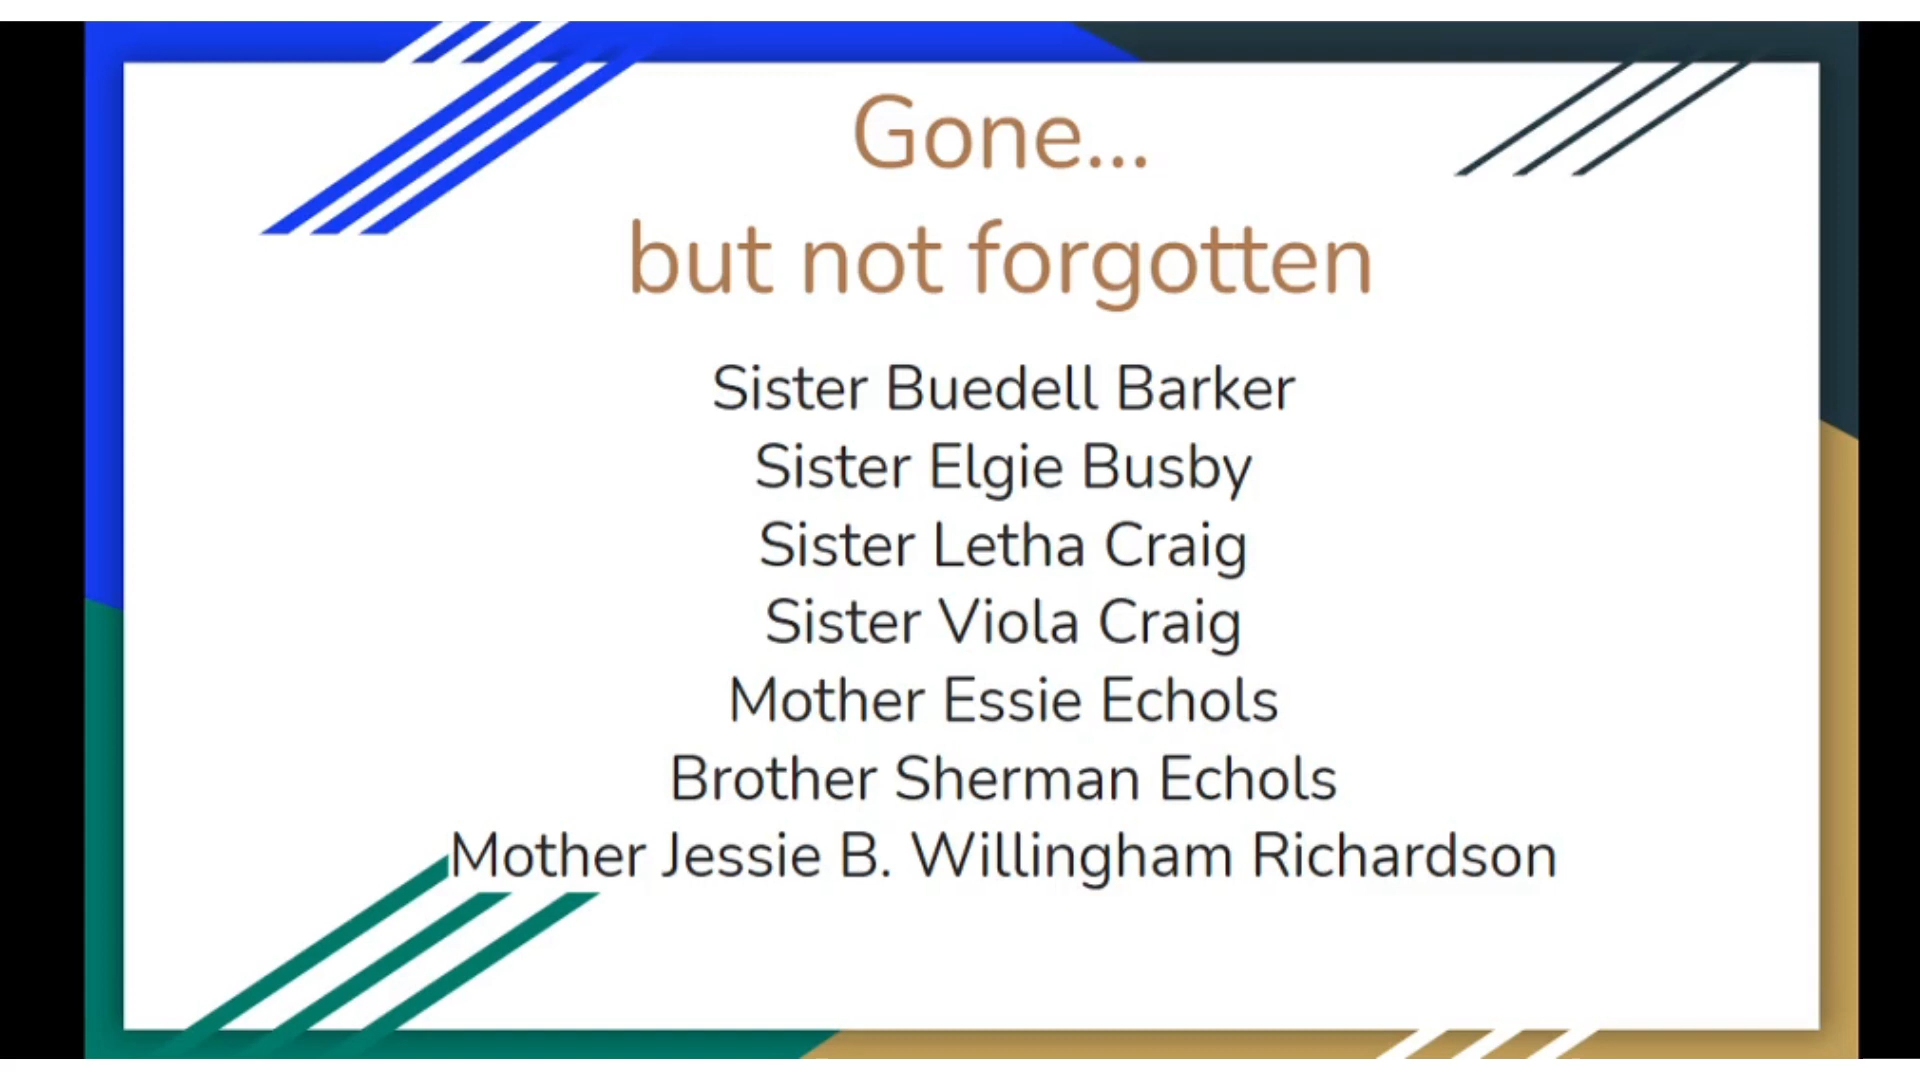 Gone...
but not forgotten
Sister Buedell Barker
Sister Elgie Busby
Sister Letha Craig
Sister Viola Craig
Mother Essie Echols
Brother Sherman Echols
Mother Jessie B. Willingham Richardson